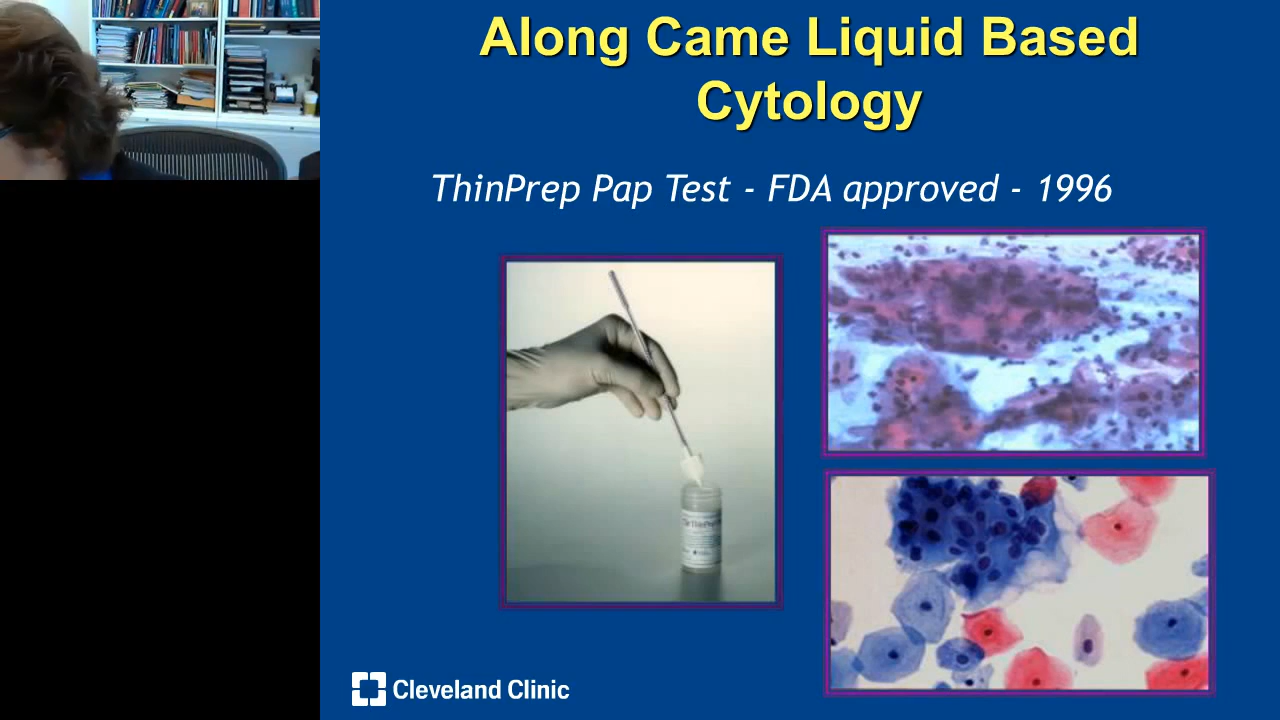 Along Came Liquid Based
Cytology
ThinPrep Pap Test - FDA approved - 1996
Cleveland Clinic